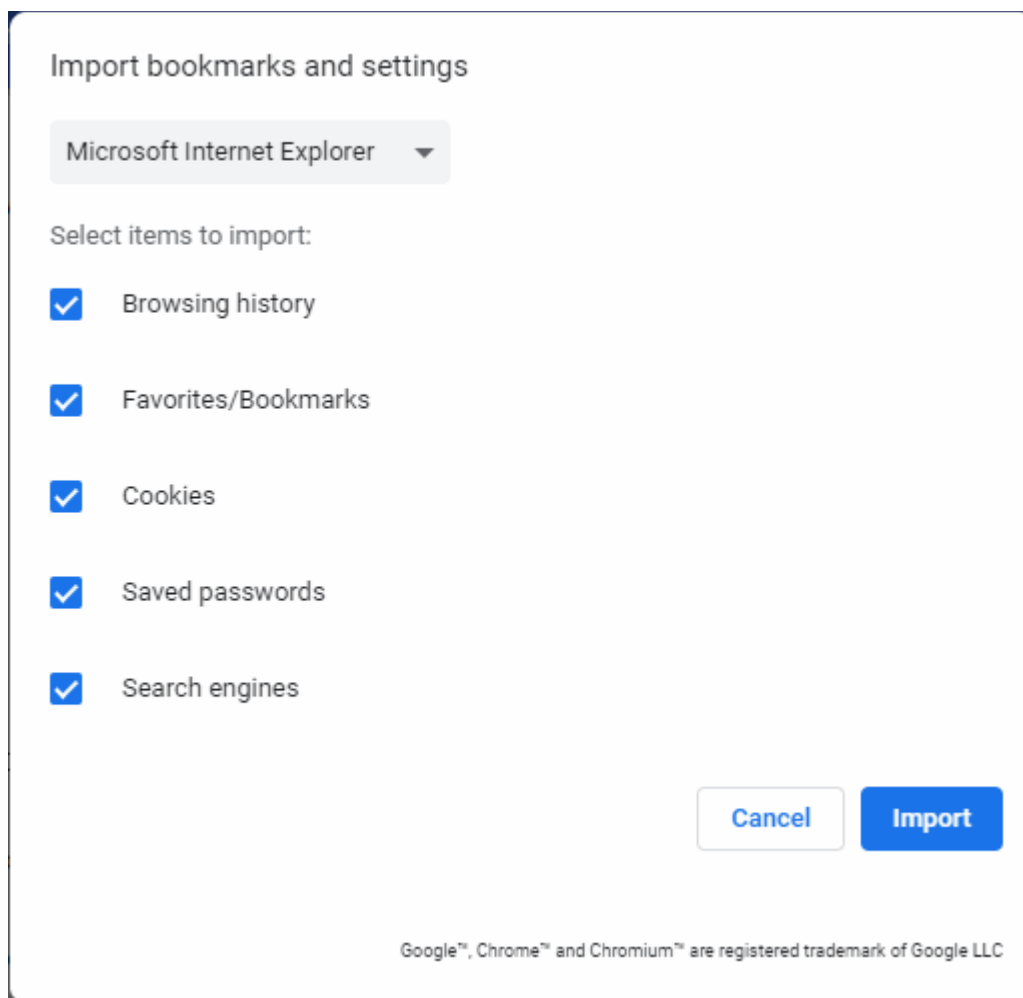 Import bookmarks and settings
Microsoft Internet Explorer
Select items to import:
Browsing history
Favorites/Bookmarks
Cookies
Saved passwords
Search engines
Cancel Import
Google™, Chrome™ and Chromium™ are registered trademark of Google LLC